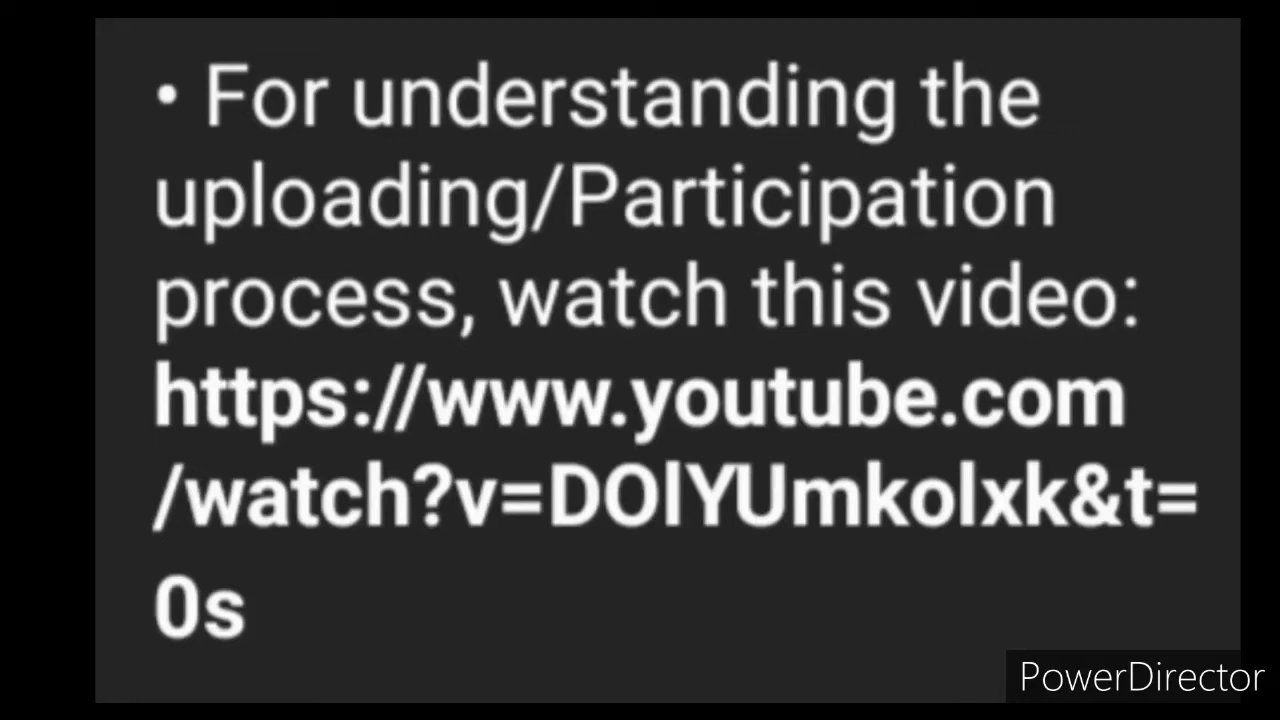 • For understanding the
uploading/Participation
process, watch this video:
https://www.youtube.com
/watch?v=DOlYUmkolxk&t=
0s
PowerDirector